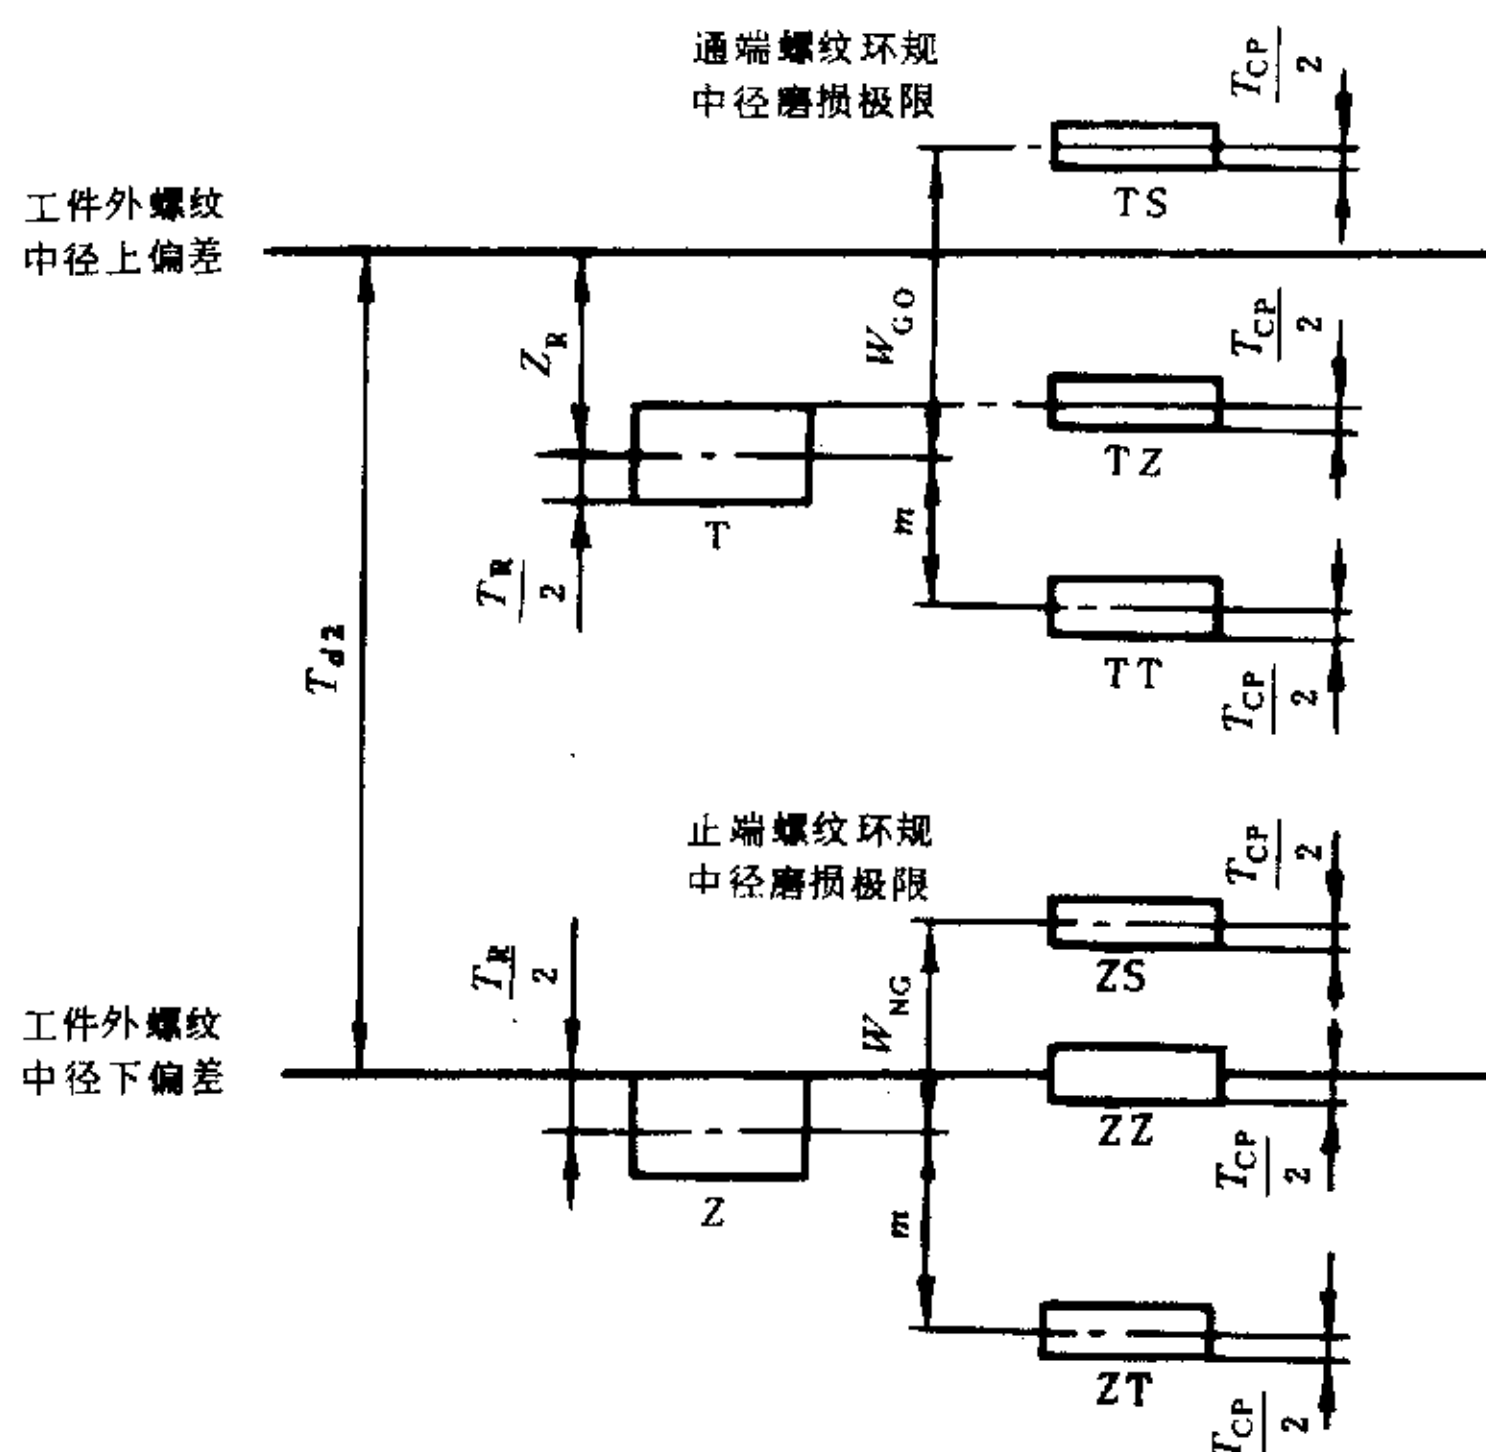 通端螺纹环规
中径磨损极限
T_CP/2
TS
工件外螺纹
中径上偏差
Z_R
W_GO
T_CP/2
TZ
T
m
T_R/2
TT
T_d2
T_CP/2
止端螺纹环规
中径磨损极限
T_CP/2
T_R/2
ZS
W_NG
工件外螺纹
中径下偏差
ZZ
T_CP/2
Z
m
ZT
T_CP/2